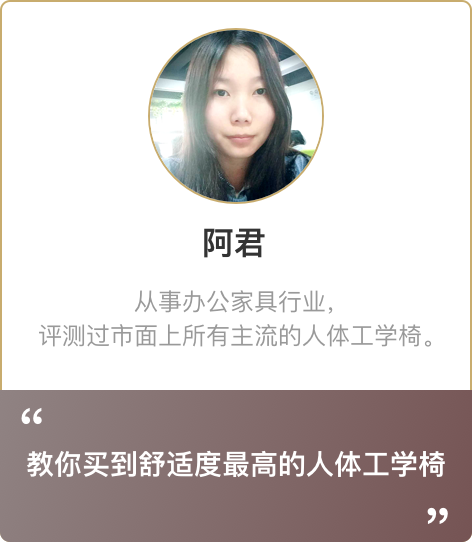 阿君
从事办公家具行业，
评测过市面上所有主流的人体工学椅。
“
教你买到舒适度最高的人体工学椅
”